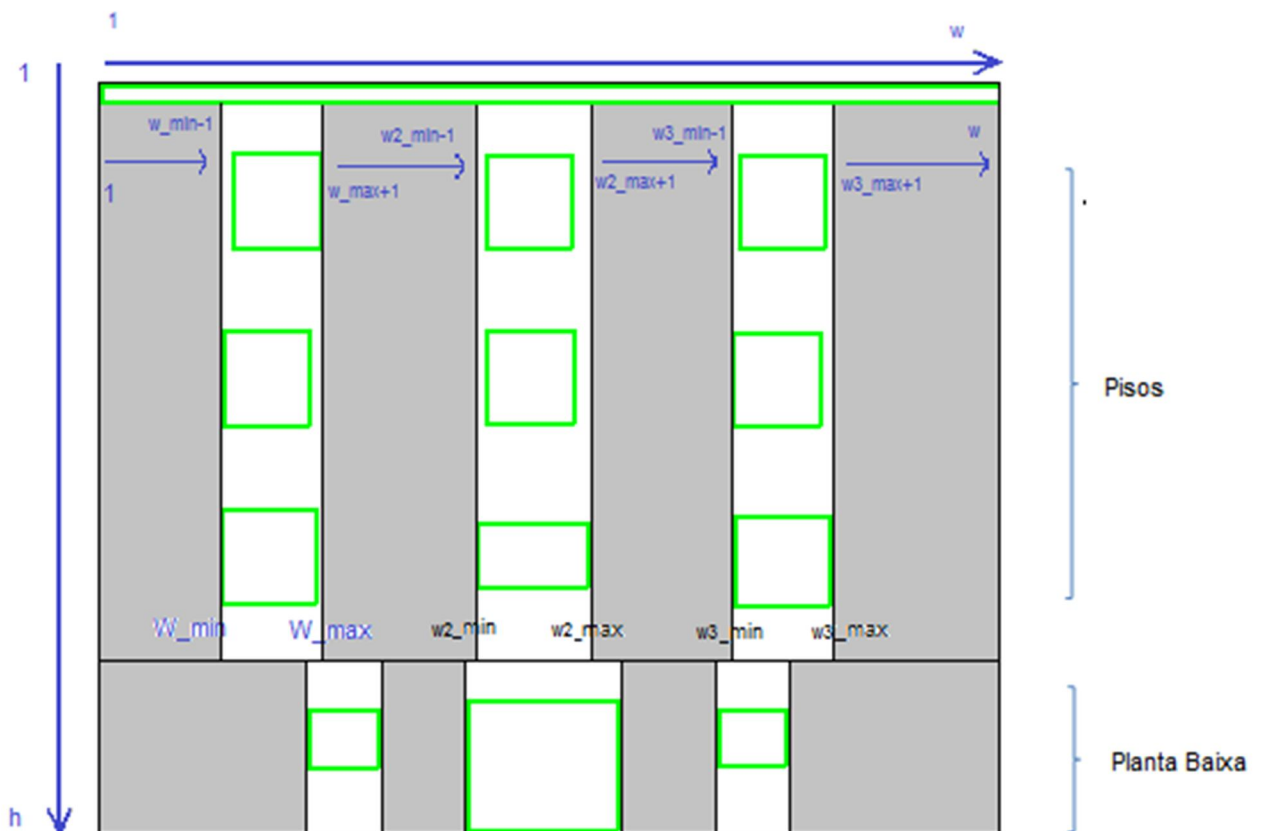 1
w
1
w_min-1
w2_min-1
w3_min-1
w
1
w_max+1
w2_max+1
w3_max+1
Pisos
W_min
W_max
w2_min
w2_max
w3_min
w3_max
Planta Baixa
h